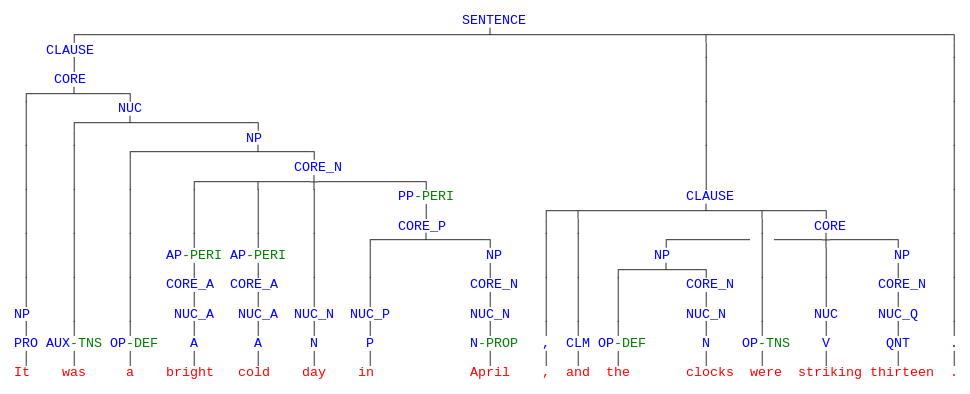 SENTENCE
CLAUSE
CORE
NUC
NP
CORE_N
PP-PERI CLAUSE
CORE_P CORE
AP-PERI AP-PERI NP NP NP
CORE_A CORE_A CORE_N CORE_N CORE_N
NP NUC_A NUC_A NUC_N NUC_P NUC_N NUC_N NUC NUC_Q
PRO AUX-TNS OP-DEF A A N P N-PROP , CLM OP-DEF N OP-TNS V QNT .
It was a bright cold day in April , and the clocks were striking thirteen .